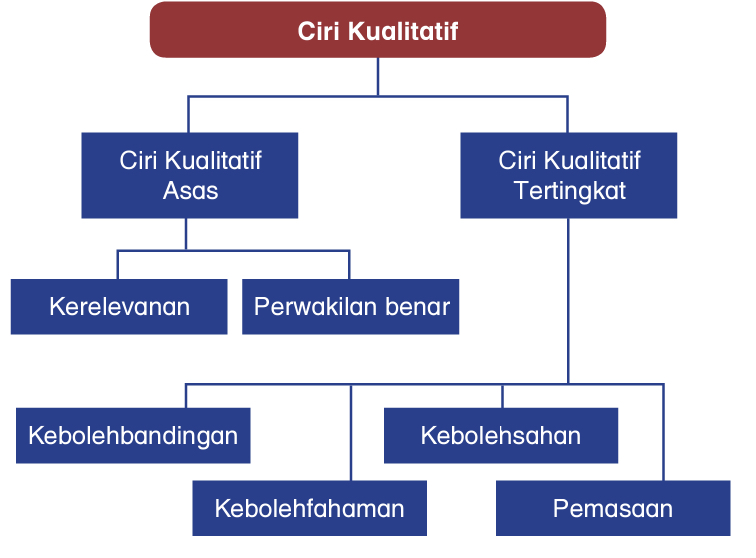 Ciri Kualitatif
Ciri Kualitatif
Asas
Ciri Kualitatif
Tertingkat
Kerelevanan
Perwakilan benar
Kebolehbandingan
Kebolehsahan
Kebolehfahaman
Pemasaan